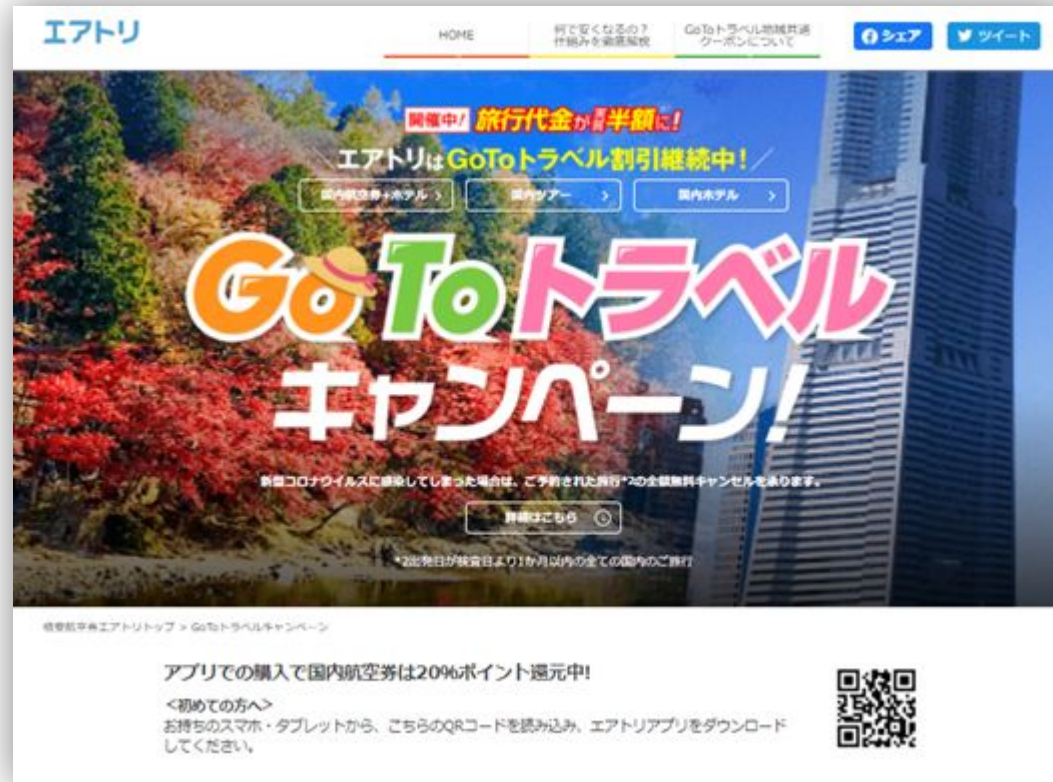 エアトリ
HOME
何で安くなるの？
仕組みを徹底解説
GoToトラベル地域共通
クーポンについて
シェア
ツイート
開催中! 旅行代金が実質半額に!
エアトリはGoToトラベル割引継続中!
国内航空券+ホテル
国内ツアー
国内ホテル
GoToトラベル
キャンペーン!
新型コロナウイルスに感染してしまった場合は、ご予約された旅行*2の全額無料キャンセルを承ります。
詳細はこちら
*2出発日が検査日より1か月以内の全ての国内のご旅行
格安航空券エアトリトップ > GoToトラベルキャンペーン
アプリでの購入で国内航空券は20%ポイント還元中!
<初めての方へ>
お持ちのスマホ・タブレットから、こちらのQRコードを読み込み、エアトリアプリをダウンロード
してください。